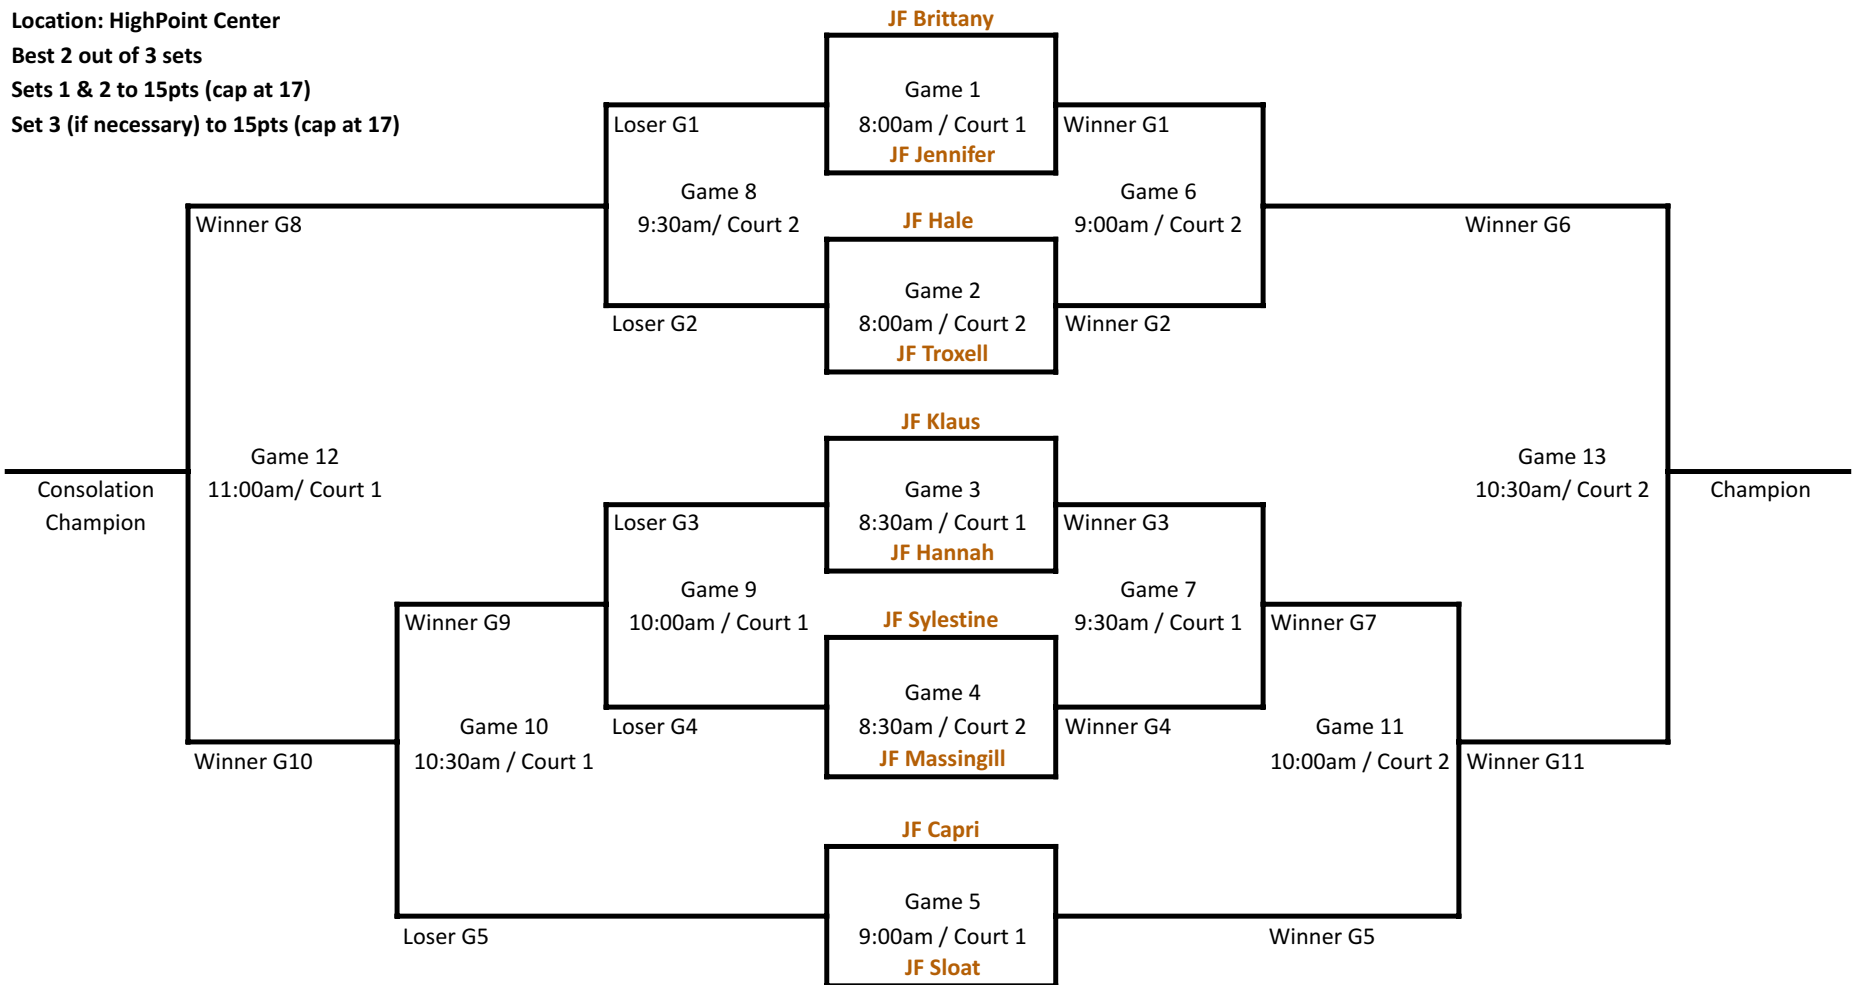 Location: HighPoint Center
Best 2 out of 3 sets
Sets 1 & 2 to 15pts (cap at 17)
Set 3 (if necessary) to 15pts (cap at 17)
JF Brittany
Game 1
8:00am / Court 1
JF Jennifer
Loser G1
Winner G1
Game 8
9:30am/ Court 2
Game 6
9:00am / Court 2
Winner G8
Winner G6
JF Hale
Game 2
8:00am / Court 2
JF Troxell
Loser G2
Winner G2
JF Klaus
Game 3
8:30am / Court 1
JF Hannah
Game 12
11:00am/ Court 1
Consolation
Champion
Game 13
10:30am/ Court 2
Champion
Loser G3
Winner G3
Game 9
10:00am / Court 1
Game 7
9:30am / Court 1
Winner G9
Winner G7
JF Sylestine
Game 4
8:30am / Court 2
JF Massingill
Loser G4
Winner G4
Game 10
10:30am / Court 1
Game 11
10:00am / Court 2
Winner G10
Winner G11
JF Capri
Game 5
9:00am / Court 1
JF Sloat
Loser G5
Winner G5